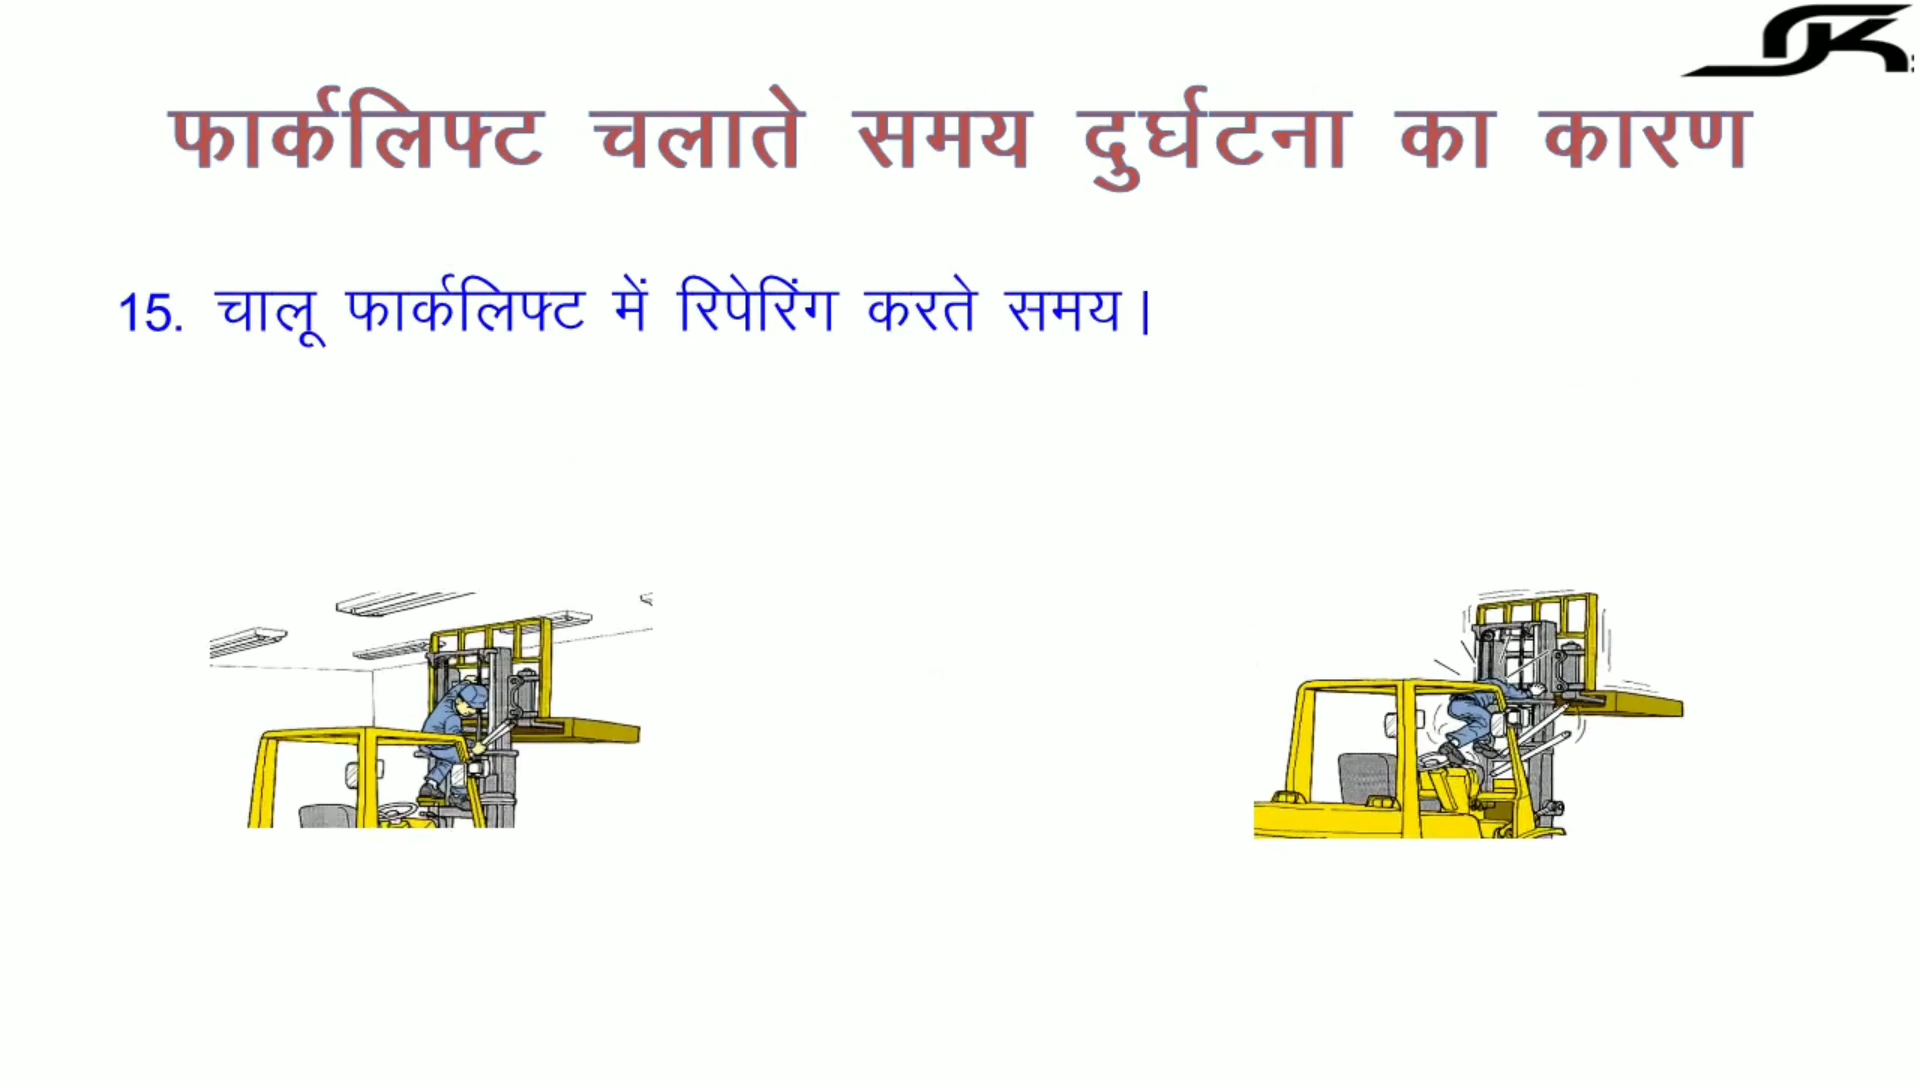 फार्कलिफ्ट चलाते समय दुर्घटना का कारण
15. चालू फार्कलिफ्ट में रिपेरिंग करते समय।